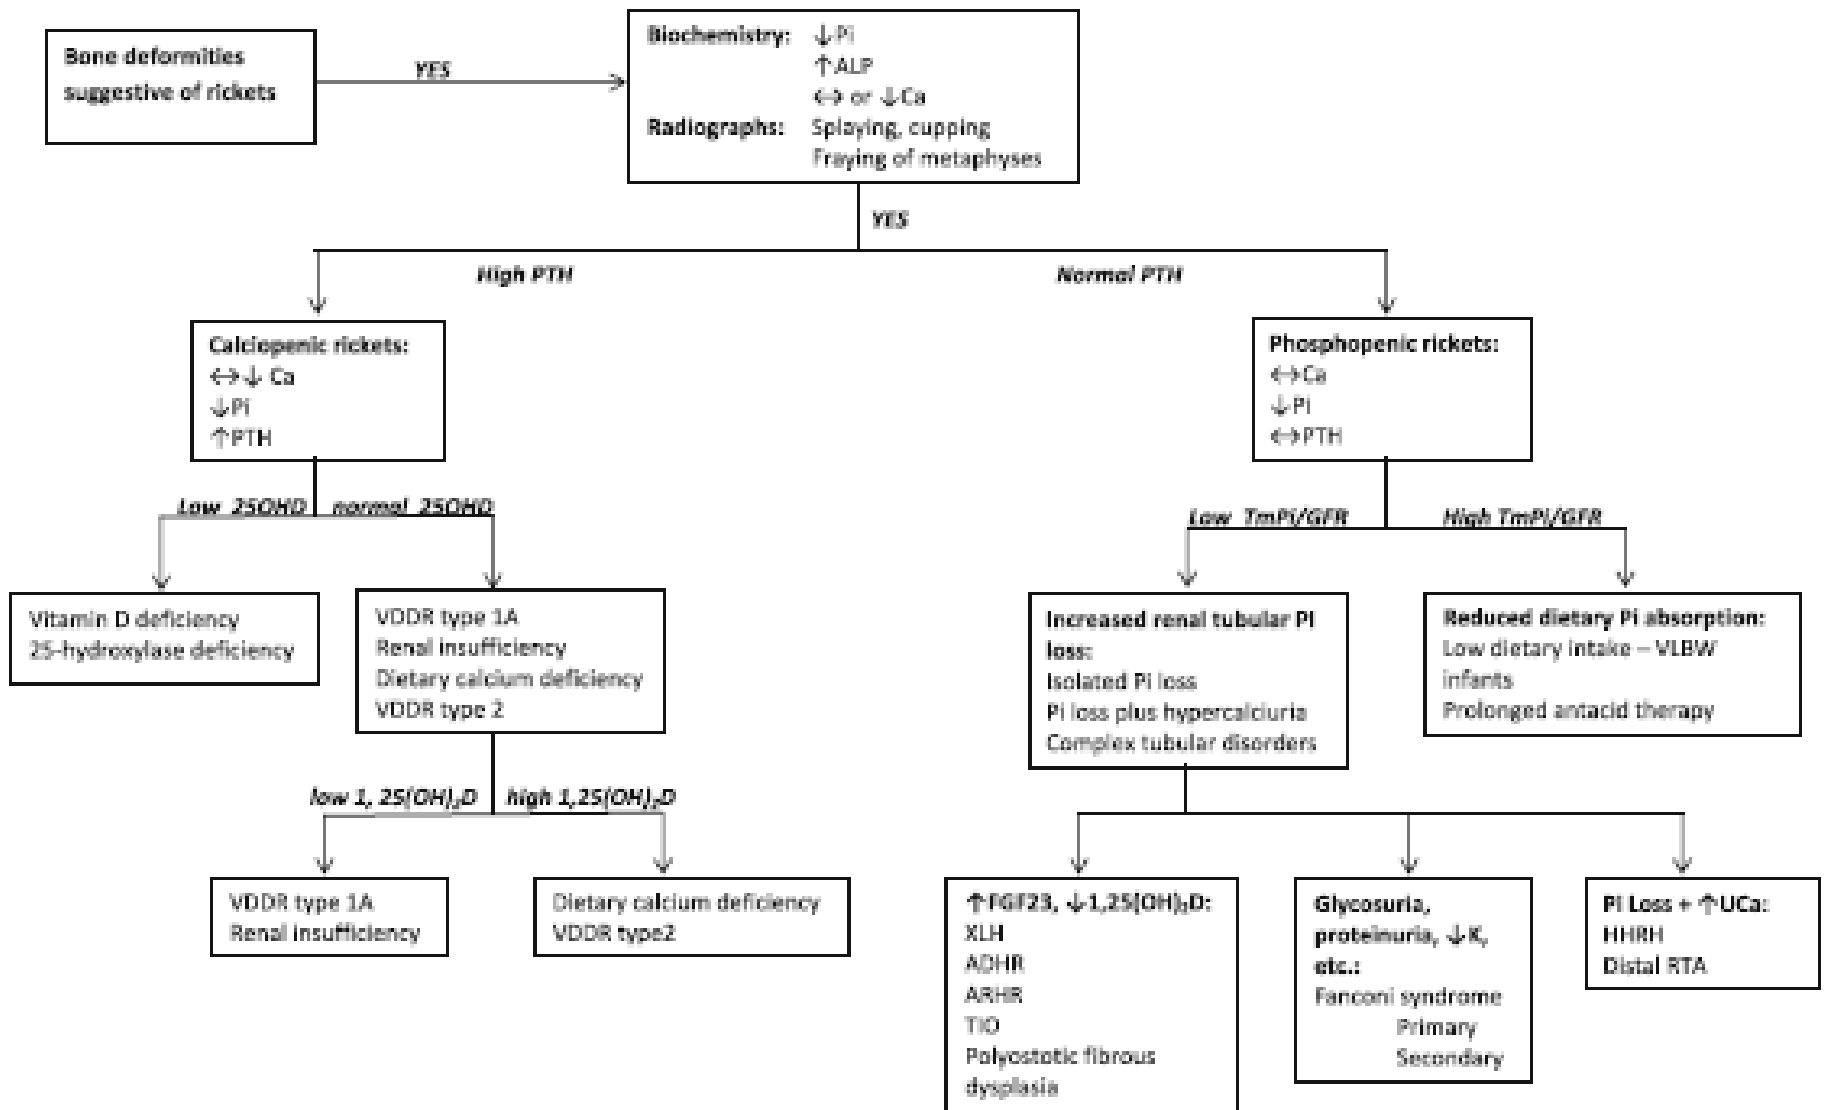 Bone deformities
suggestive of rickets
YES
Biochemistry: ↓Pi
↑ALP
↔ or ↓Ca
Radiographs: Splaying, cupping
Fraying of metaphyses
YES
High PTH
Normal PTH
Calciopenic rickets:
↔↓ Ca
↓Pi
↑PTH
Phosphopenic rickets:
↔Ca
↓Pi
↔PTH
Low 25OHD
normal 25OHD
Low TmPi/GFR
High TmPi/GFR
Vitamin D deficiency
25-hydroxylase deficiency
VDDR type 1A
Renal insufficiency
Dietary calcium deficiency
VDDR type 2
Increased renal tubular Pi
loss:
Isolated Pi loss
Pi loss plus hypercalciuria
Complex tubular disorders
Reduced dietary Pi absorption:
Low dietary intake – VLBW
infants
Prolonged antacid therapy
low 1, 25(OH)₂D
high 1,25(OH)₂D
VDDR type 1A
Renal insufficiency
Dietary calcium deficiency
VDDR type2
↑FGF23, ↓1,25(OH)₂D:
XLH
ADHR
ARHR
TIO
Polyostotic fibrous
dysplasia
Glycosuria,
proteinuria, ↓K,
etc.:
Fanconi syndrome
Primary
Secondary
Pi Loss + ↑UCa:
HHRH
Distal RTA